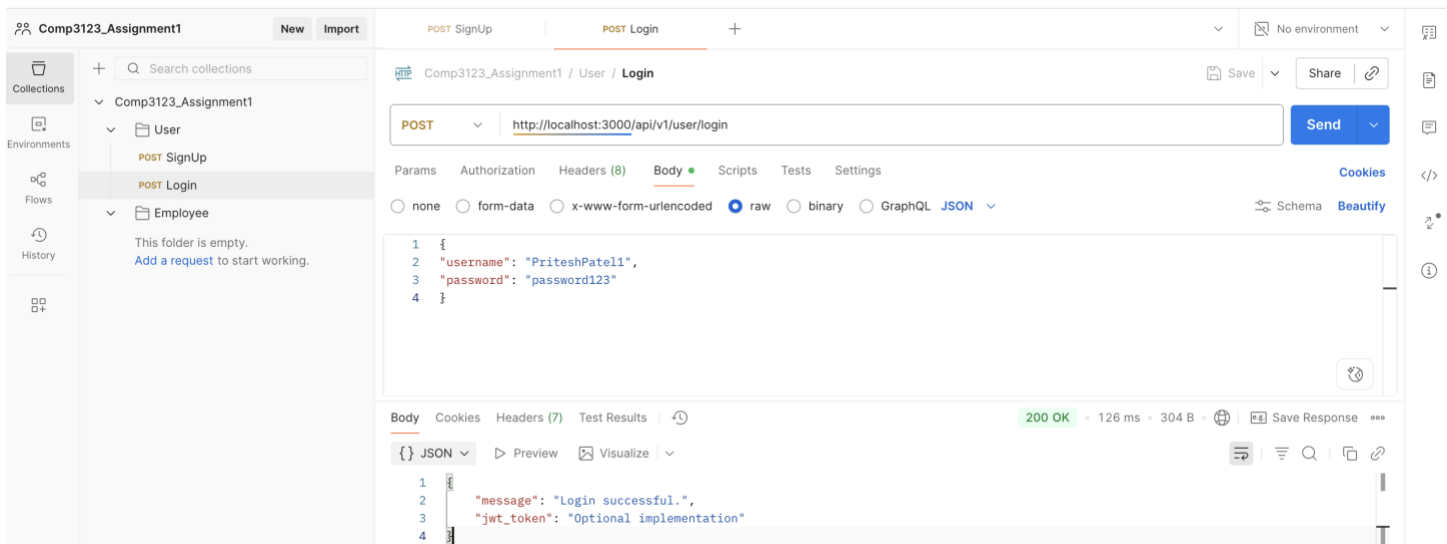 Comp3123_Assignment1 New Import
POST SignUp POST Login
No environment
Collections
Environments
Flows
History
Search collections
Comp3123_Assignment1
User
POST SignUp
POST Login
Employee
This folder is empty.
Add a request to start working.
HTTP Comp3123_Assignment1 / User / Login
Save Share
POST http://localhost:3000/api/v1/user/login Send
Params Authorization Headers (8) Body Scripts Tests Settings Cookies
none form-data x-www-form-urlencoded raw binary GraphQL JSON Schema Beautify
1 {
2 "username": "PriteshPatel1",
3 "password": "password123"
4 }
Body Cookies Headers (7) Test Results 200 OK 126 ms 304 B e.g. Save Response
{} JSON Preview Visualize
1 {
2 "message": "Login successful.",
3 "jwt_token": "Optional implementation"
4 }